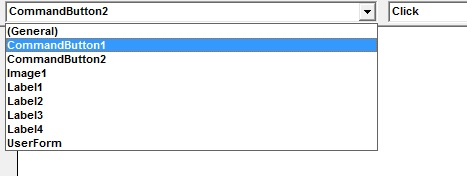 CommandButton2 Click
(General)
CommandButton1
CommandButton2
Image1
Label1
Label2
Label3
Label4
UserForm